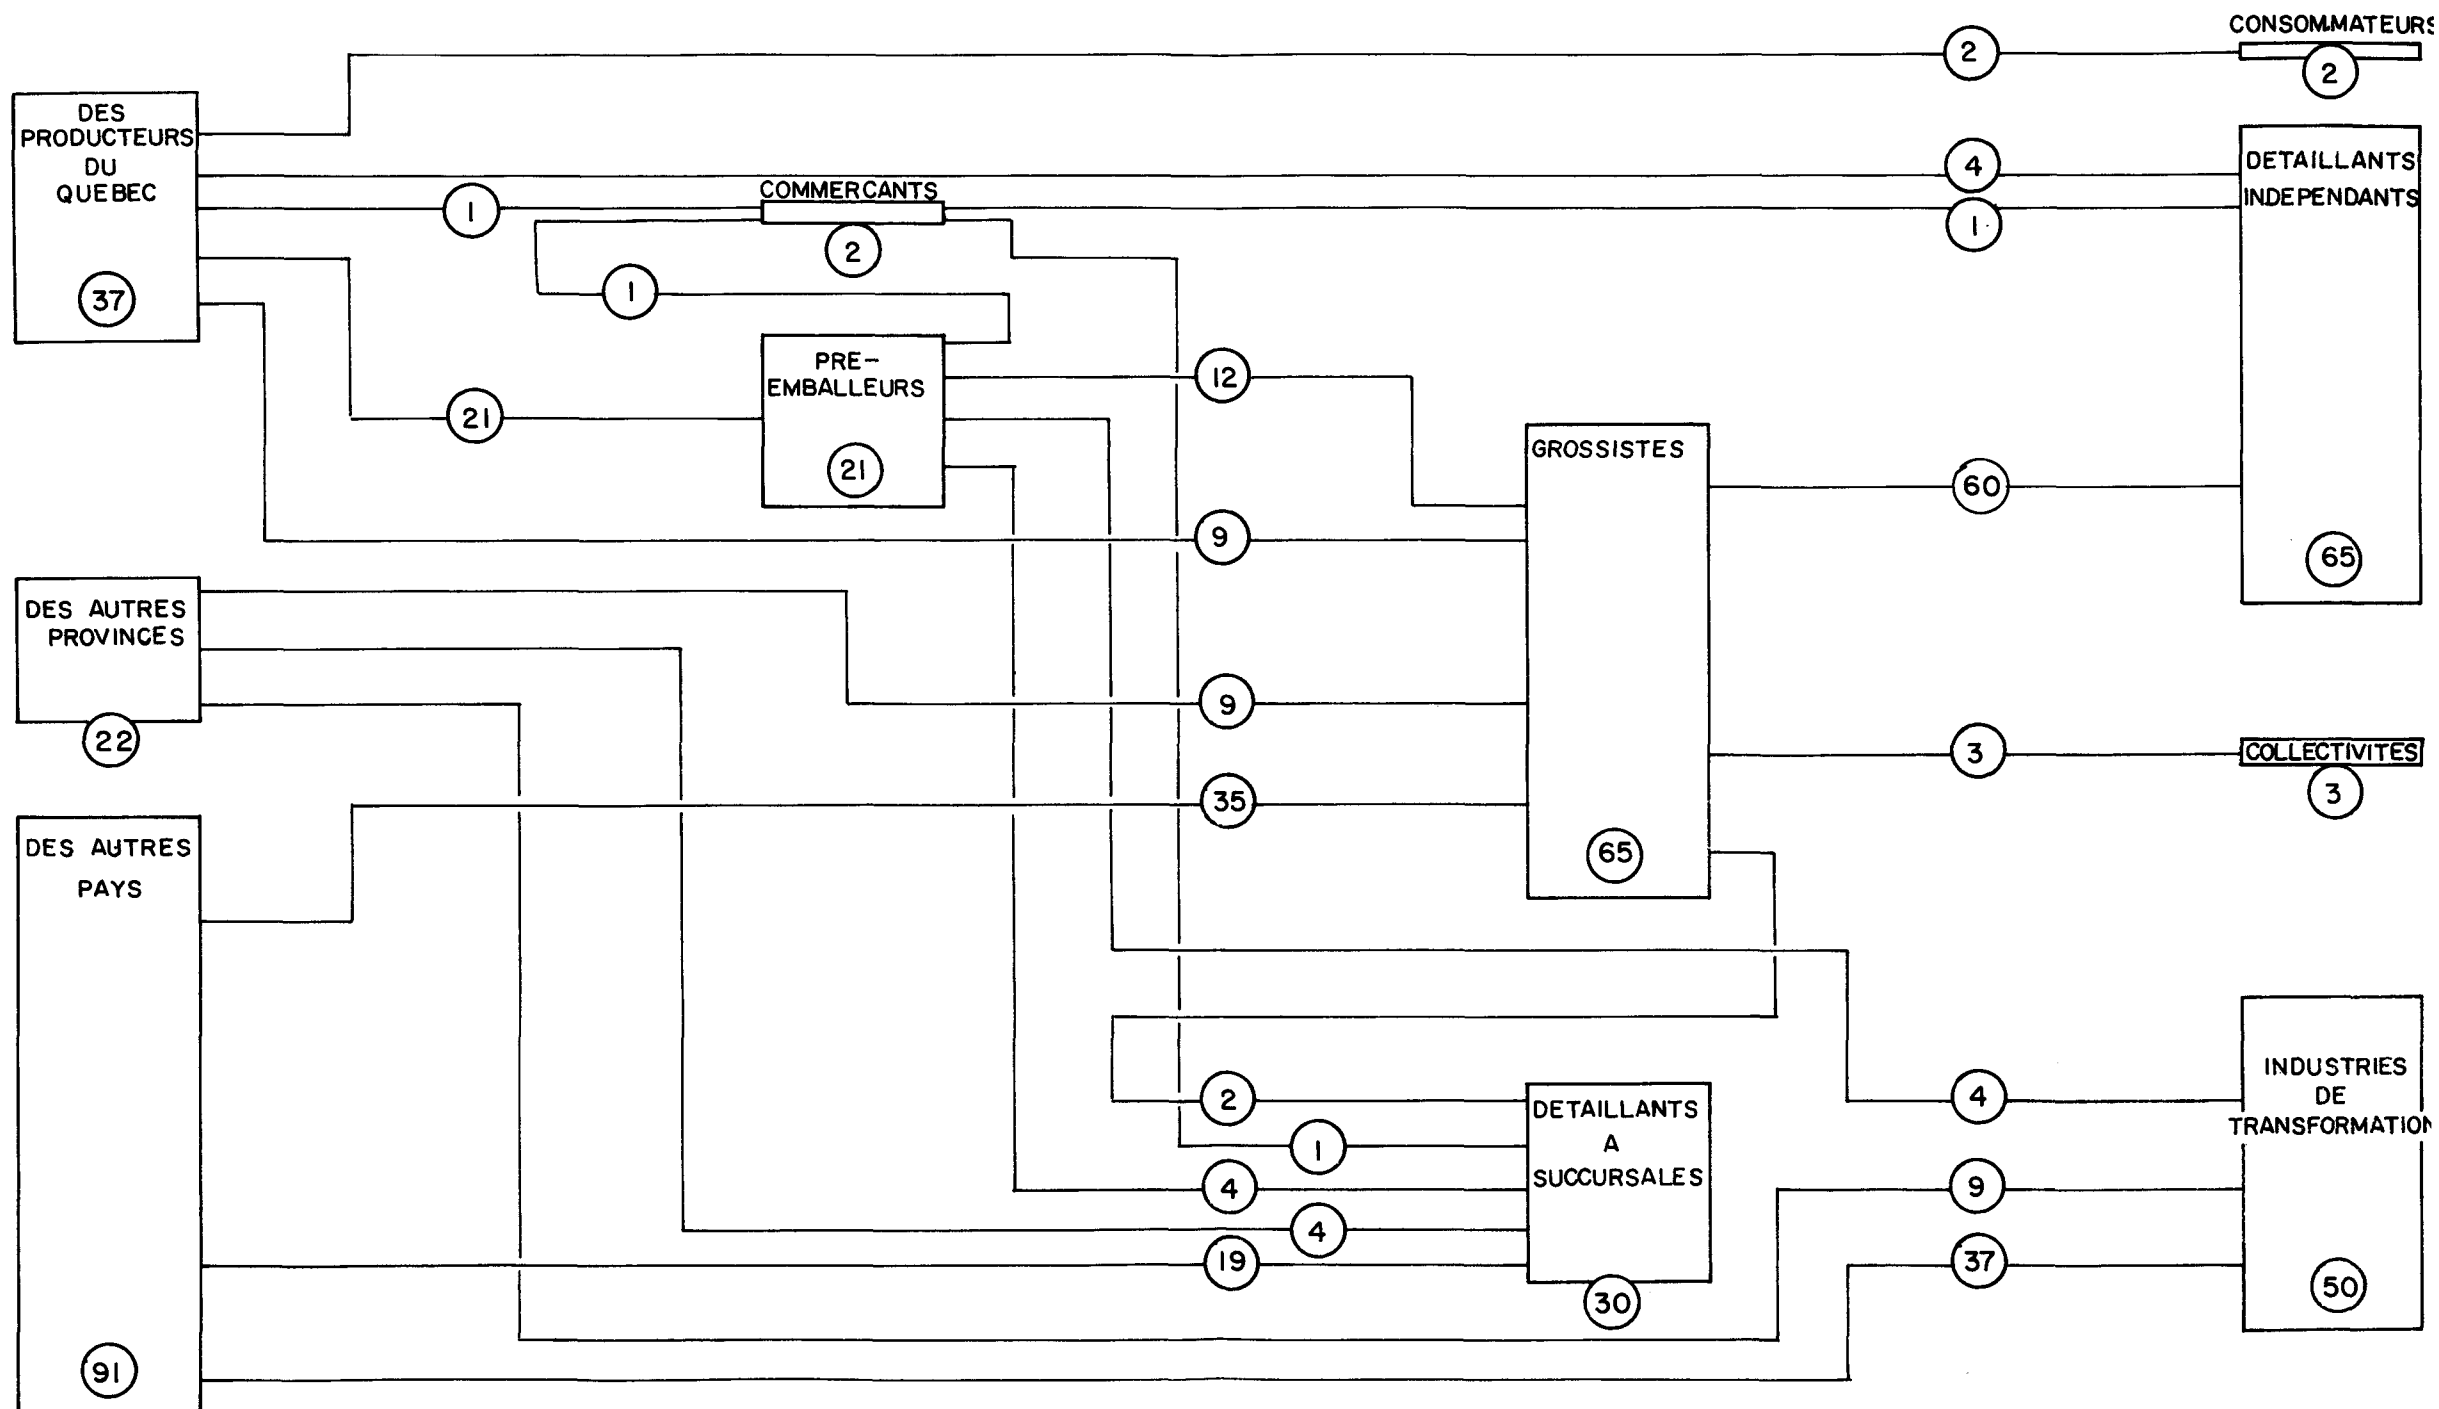 CONSOMMATEURS
2
2
DES
PRODUCTEURS
DU
QUEBEC
37
4
DETAILLANTS
INDEPENDANTS
65
1
COMMERCANTS
2
1
1
PRE-
EMBALLEURS
21
21
12
9
GROSSISTES
65
60
DES AUTRES
PROVINCES
22
9
3
COLLECTIVITES
3
35
DES AUTRES
PAYS
91
2
1
4
4
19
DETAILLANTS
A
SUCCURSALES
30
4
9
37
INDUSTRIES
DE
TRANSFORMATION
50